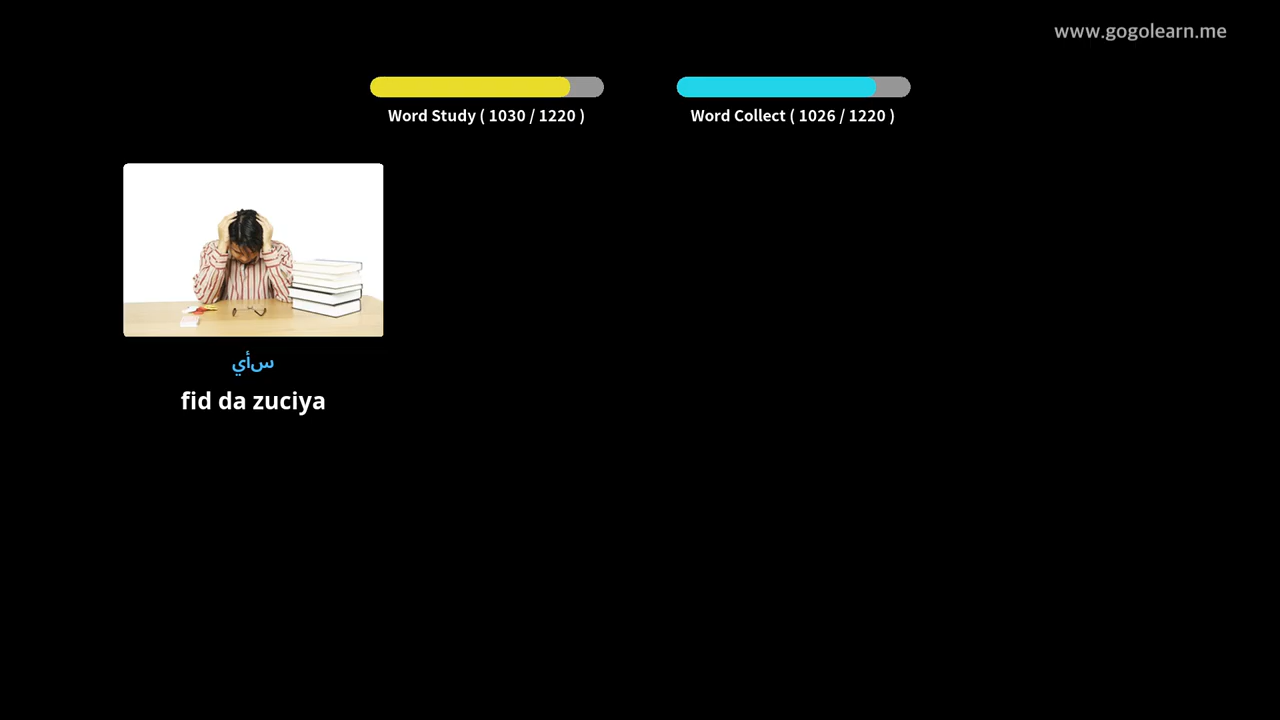 www.gogolearn.me
Word Study ( 1030 / 1220 )
Word Collect ( 1026 / 1220 )
سأي
fid da zuciya